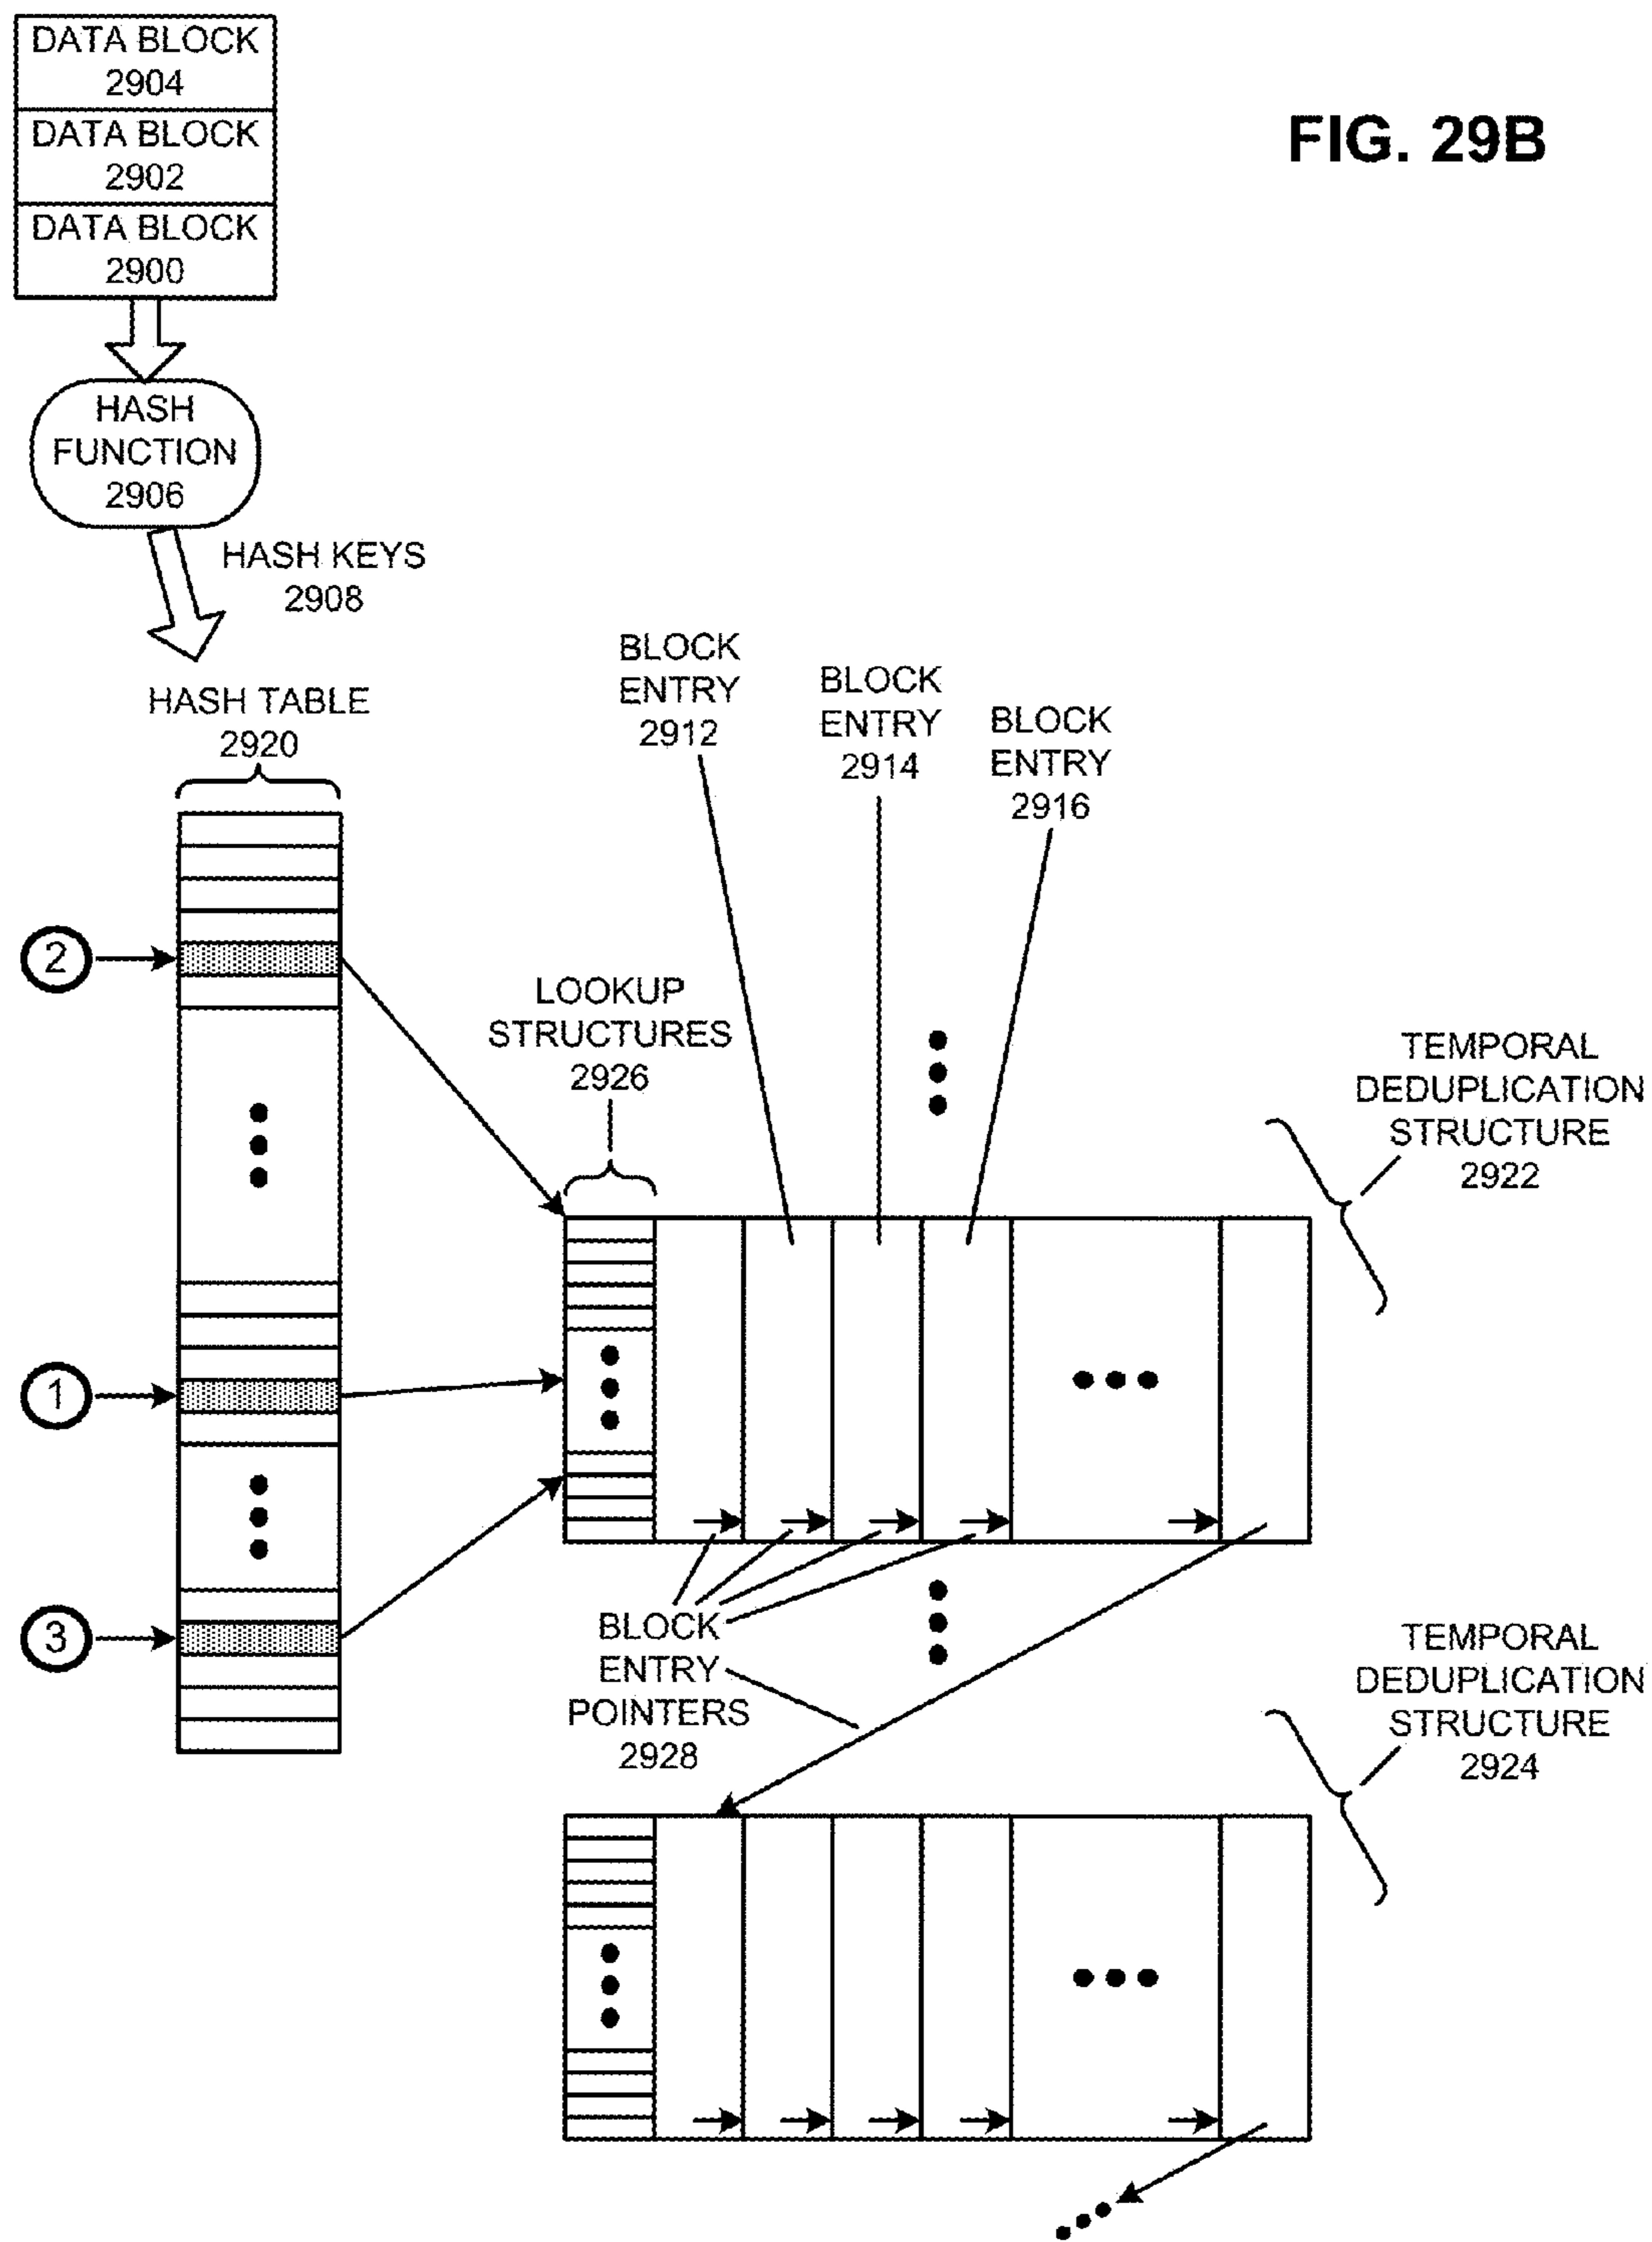 DATA BLOCK
2904
DATA BLOCK
2902
DATA BLOCK
2900
FIG. 29B
HASH
FUNCTION
2906
HASH KEYS
2908
HASH TABLE
2920
BLOCK
ENTRY
2912
BLOCK
ENTRY
2914
BLOCK
ENTRY
2916
2
LOOKUP
STRUCTURES
2926
TEMPORAL
DEDUPLICATION
STRUCTURE
2922
1
3
BLOCK
ENTRY
POINTERS
2928
TEMPORAL
DEDUPLICATION
STRUCTURE
2924